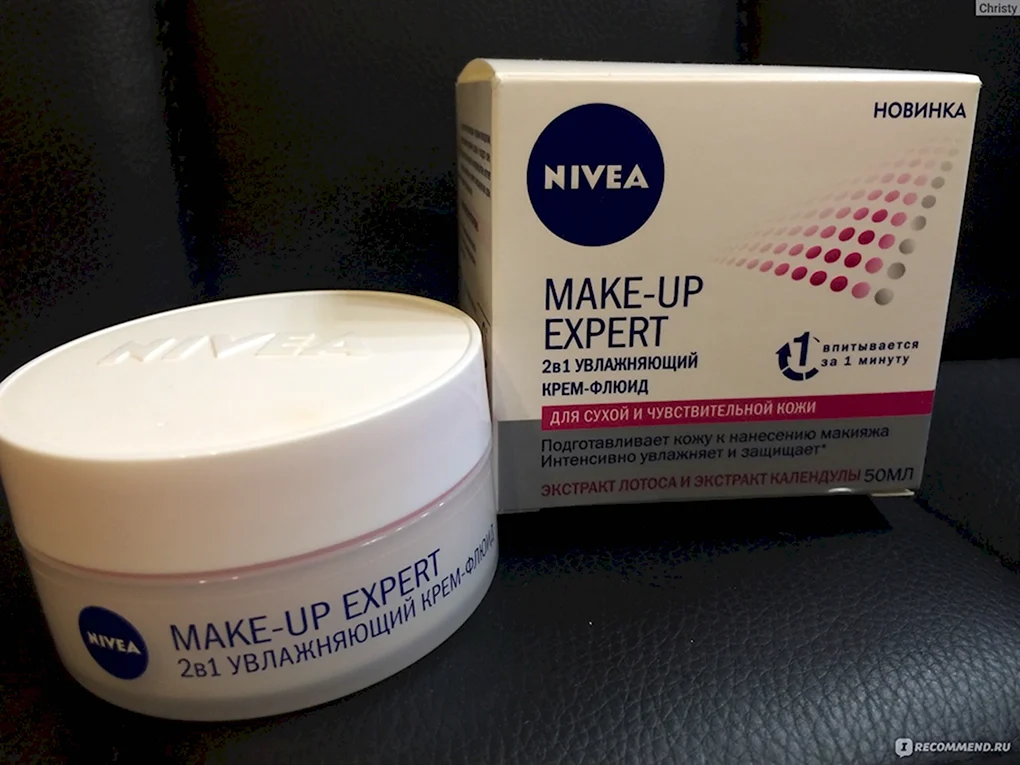 Christy
НОВИНКА
NIVEA
MAKE-UP
EXPERT
2в1 УВЛАЖНЯЮЩИЙ
КРЕМ-ФЛЮИД
1 впитывается
за 1 минуту
ДЛЯ СУХОЙ И ЧУВСТВИТЕЛЬНОЙ КОЖИ
Подготавливает кожу к нанесению макияжа
Интенсивно увлажняет и защищает*
ЭКСТРАКТ ЛОТОСА И ЭКСТРАКТ КАЛЕНДУЛЫ 50МЛ
NIVEA
NIVEA
MAKE-UP EXPERT
2в1 УВЛАЖНЯЮЩИЙ КРЕМ-ФЛЮИД
IRECOMMEND.RU